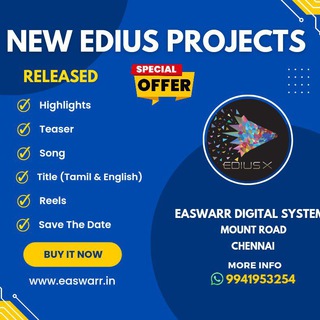 NEW EDIUS PROJECTS
RELEASED
SPECIAL
OFFER
Highlights
Teaser
Song
Title (Tamil & English)
Reels
Save The Date
BUY IT NOW
www.easwarr.in
EDIUS X
EASWARR DIGITAL SYSTEM
MOUNT ROAD
CHENNAI
MORE INFO
9941953254